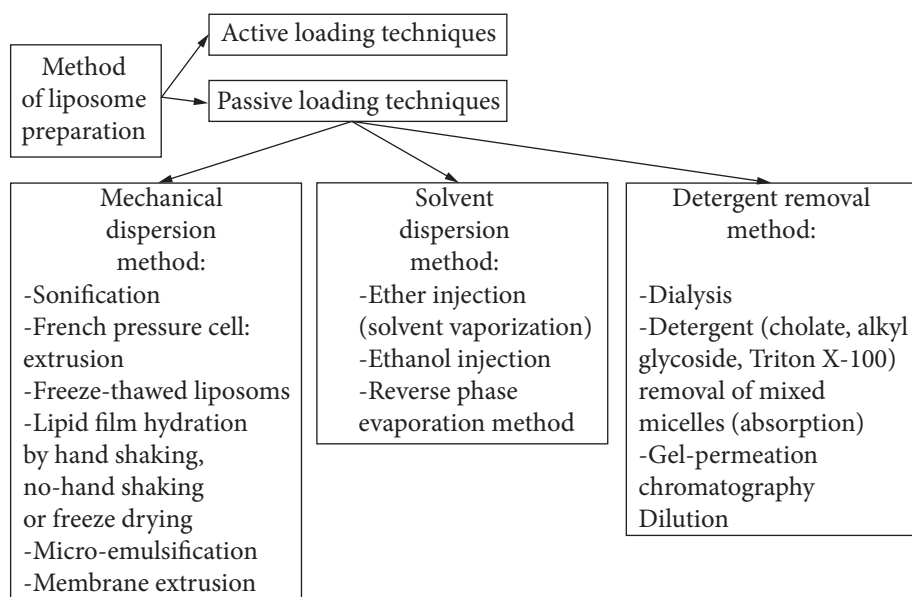 Method
of liposome
preparation
Active loading techniques
Passive loading techniques
Mechanical
dispersion
method:
-Sonification
-French pressure cell:
extrusion
-Freeze-thawed liposoms
-Lipid film hydration
by hand shaking,
no-hand shaking
or freeze drying
-Micro-emulsification
-Membrane extrusion
Solvent
dispersion
method:
-Ether injection
(solvent vaporization)
-Ethanol injection
-Reverse phase
evaporation method
Detergent removal
method:
-Dialysis
-Detergent (cholate, alkyl
glycoside, Triton X-100)
removal of mixed
micelles (absorption)
-Gel-permeation
chromatography
Dilution